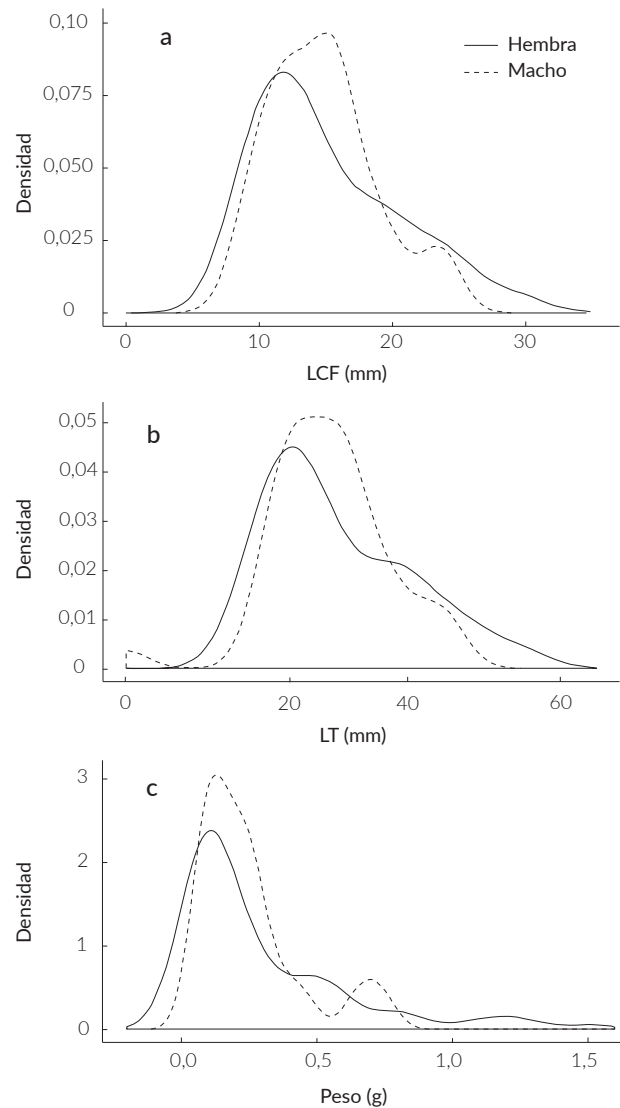 a
Hembra
Macho
0,10
0,075
0,050
0,025
0
Densidad
0 10 20 30
LCF (mm)
b
0,05
0,04
0,03
0,02
0,01
0
Densidad
0 20 40 60
LT (mm)
c
3
2
1
0
Densidad
0,0 0,5 1,0 1,5
Peso (g)